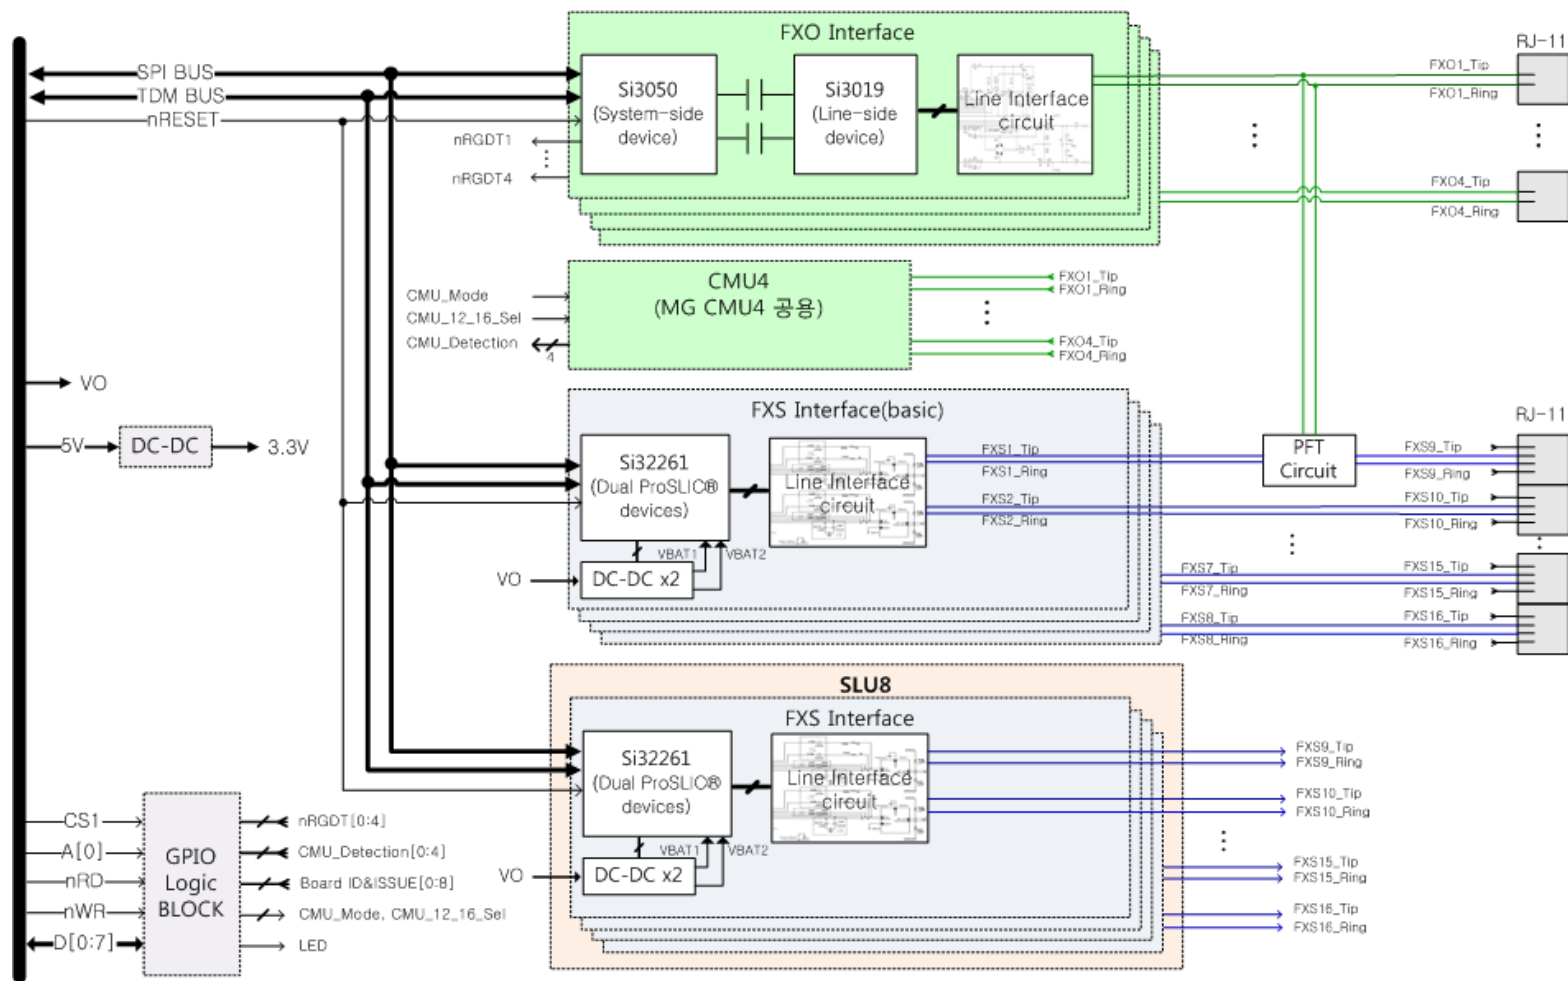 FXO Interface
RJ-11
SPI BUS
TDM BUS
nRESET
nRGDT1
nRGDT4
Si3050
(System-side
device)
Si3019
(Line-side
device)
Line Interface
circuit
FXO1_Tip
FXO1_Ring
FXO4_Tip
FXO4_Ring
CMU4
(MG CMU4 공용)
CMU_Mode
CMU_12_16_Sel
CMU_Detection
4
FXO1_Tip
FXO1_Ring
FXO4_Tip
FXO4_Ring
VO
5V
DC-DC
3.3V
FXS Interface(basic)
Si32261
(Dual ProSLIC®
devices)
Line Interface
circuit
VBAT1
VBAT2
VO
DC-DC x2
FXS1_Tip
FXS1_Ring
FXS2_Tip
FXS2_Ring
FXS7_Tip
FXS7_Ring
FXS8_Tip
FXS8_Ring
PFT
Circuit
RJ-11
FXS9_Tip
FXS9_Ring
FXS10_Tip
FXS10_Ring
FXS15_Tip
FXS15_Ring
FXS16_Tip
FXS16_Ring
SLU8
FXS Interface
Si32261
(Dual ProSLIC®
devices)
Line Interface
circuit
VBAT1
VBAT2
VO
DC-DC x2
FXS9_Tip
FXS9_Ring
FXS10_Tip
FXS10_Ring
FXS15_Tip
FXS15_Ring
FXS16_Tip
FXS16_Ring
CS1
A[0]
nRD
nWR
D[0:7]
GPIO
Logic
BLOCK
nRGDT[0:4]
CMU_Detection[0:4]
Board ID&ISSUE[0:8]
CMU_Mode, CMU_12_16_Sel
LED